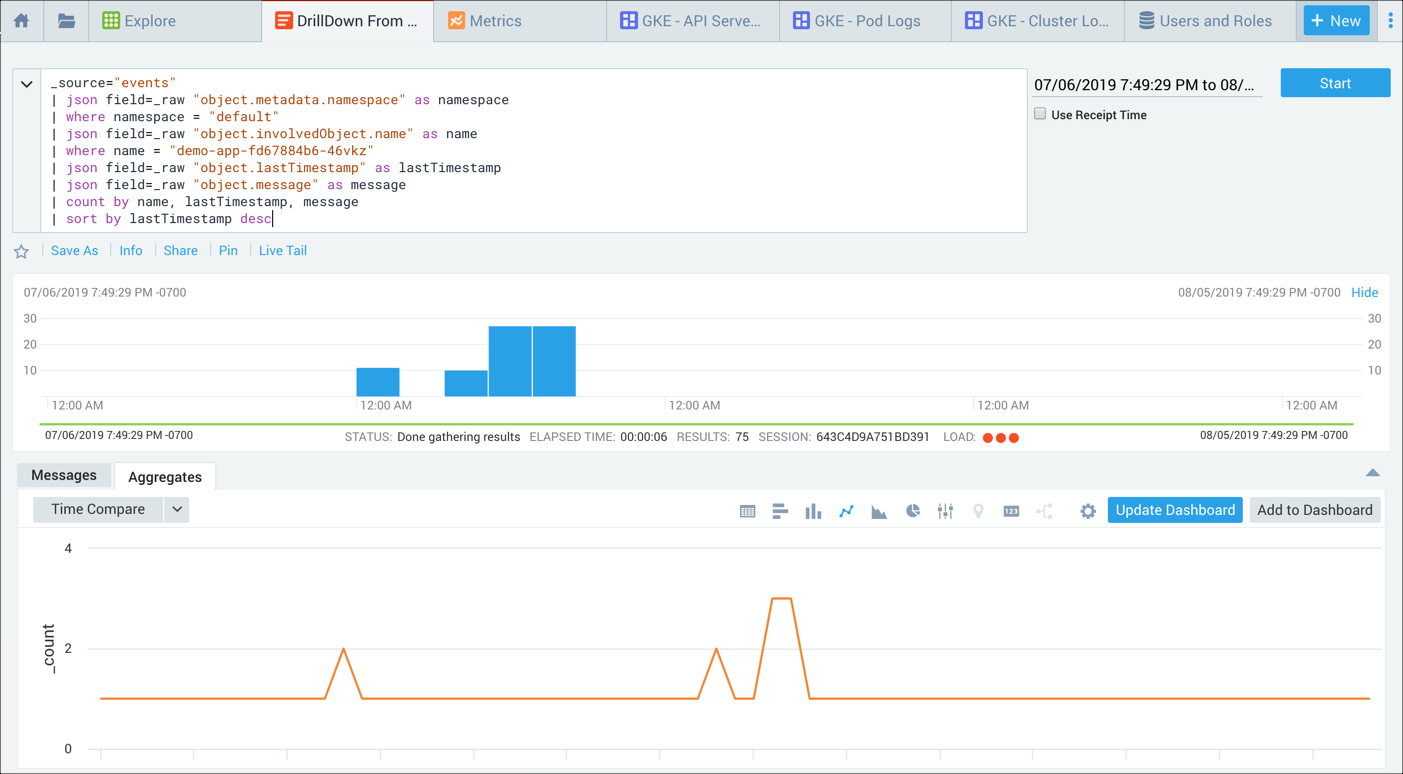 Explore
DrillDown From ...
Metrics
GKE - API Serve...
GKE - Pod Logs
GKE - Cluster Lo...
Users and Roles
+ New
_source="events"
| json field=_raw "object.metadata.namespace" as namespace
| where namespace = "default"
| json field=_raw "object.involvedObject.name" as name
| where name = "demo-app-fd67884b6-46vkz"
| json field=_raw "object.lastTimestamp" as lastTimestamp
| json field=_raw "object.message" as message
| count by name, lastTimestamp, message
| sort by lastTimestamp desc
07/06/2019 7:49:29 PM to 08/...
Start
Use Receipt Time
Save As
Info
Share
Pin
Live Tail
07/06/2019 7:49:29 PM -0700
08/05/2019 7:49:29 PM -0700
Hide
30 30
20 20
10 10
12:00 AM 12:00 AM 12:00 AM 12:00 AM 12:00 AM
07/06/2019 7:49:29 PM -0700
STATUS: Done gathering results ELAPSED TIME: 00:00:06 RESULTS: 75 SESSION: 643C4D9A751BD391 LOAD:
08/05/2019 7:49:29 PM -0700
Messages
Aggregates
Time Compare
123
Update Dashboard
Add to Dashboard
4
2
0
_count